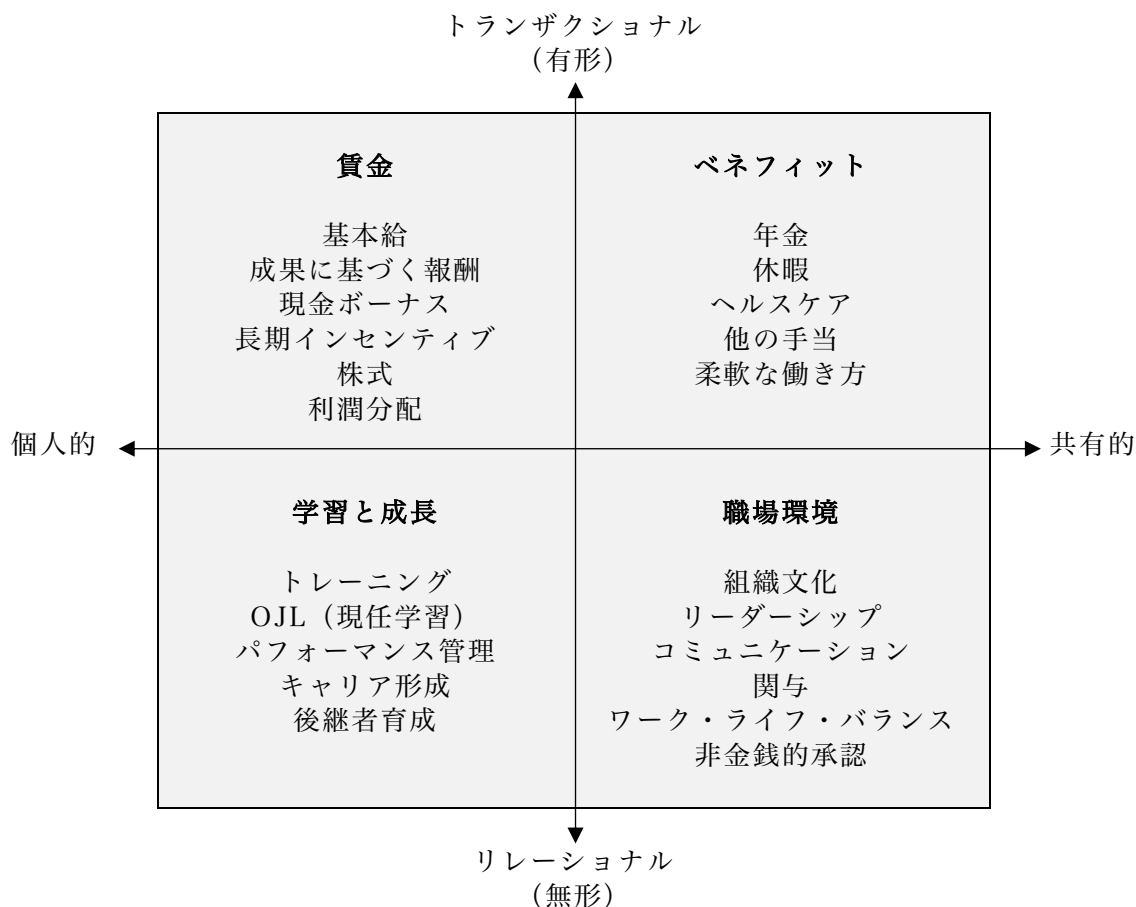 トランザクショナル
（有形）
賃金
基本給
成果に基づく報酬
現金ボーナス
長期インセンティブ
株式
利潤分配
ベネフィット
年金
休暇
ヘルスケア
他の手当
柔軟な働き方
個人的
共有的
学習と成長
トレーニング
OJL（現任学習）
パフォーマンス管理
キャリア形成
後継者育成
職場環境
組織文化
リーダーシップ
コミュニケーション
関与
ワーク・ライフ・バランス
非金銭的承認
リレーショナル
（無形）